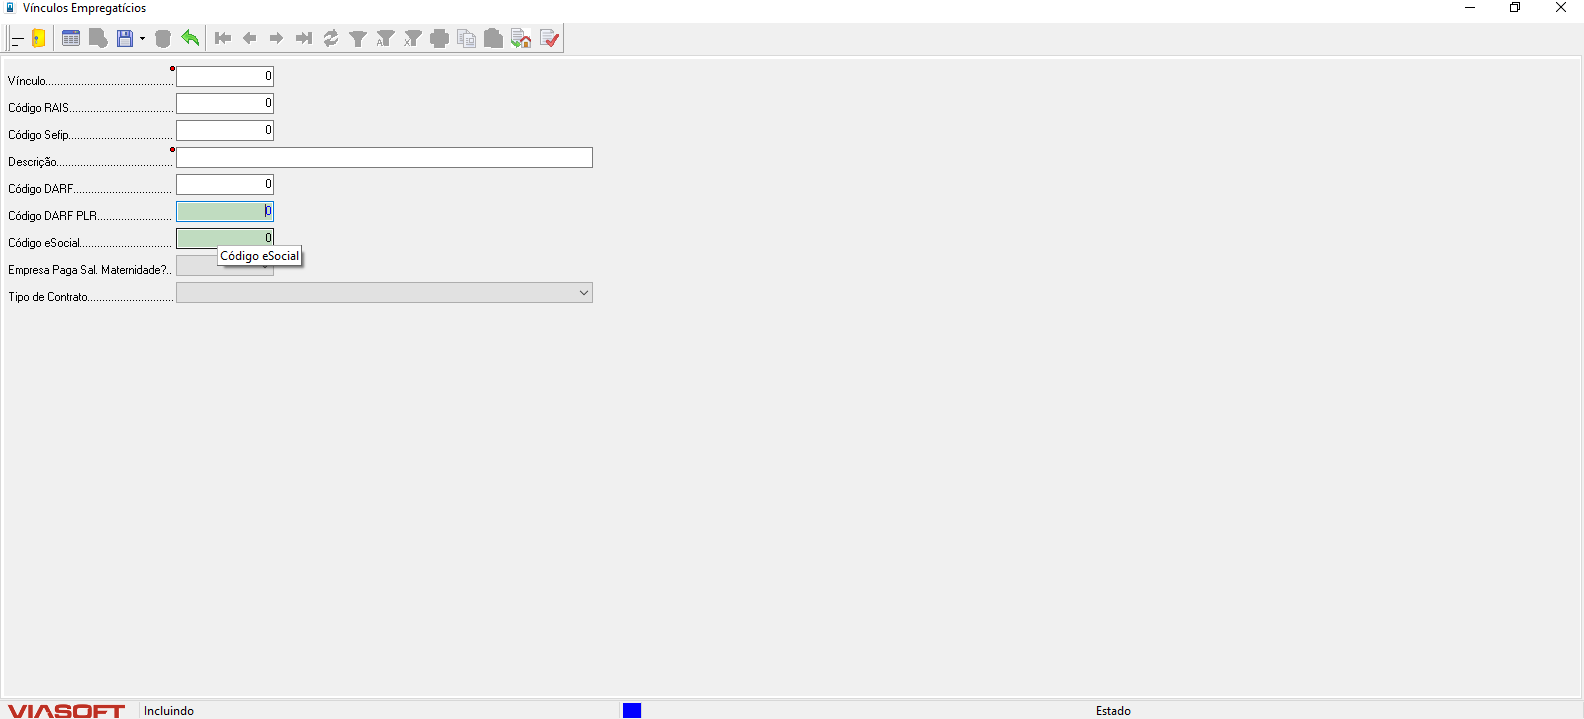 Vínculos Empregatícios
Vínculo........................................... 0
Código RAIS................................... 0
Código Sefip................................... 0
Descrição.......................................
Código DARF................................. 0
Código DARF PLR......................... 0
Código eSocial............................... 0
Código eSocial
Empresa Paga Sal. Maternidade?..
Tipo de Contrato.............................
VIASOFT Incluindo Estado